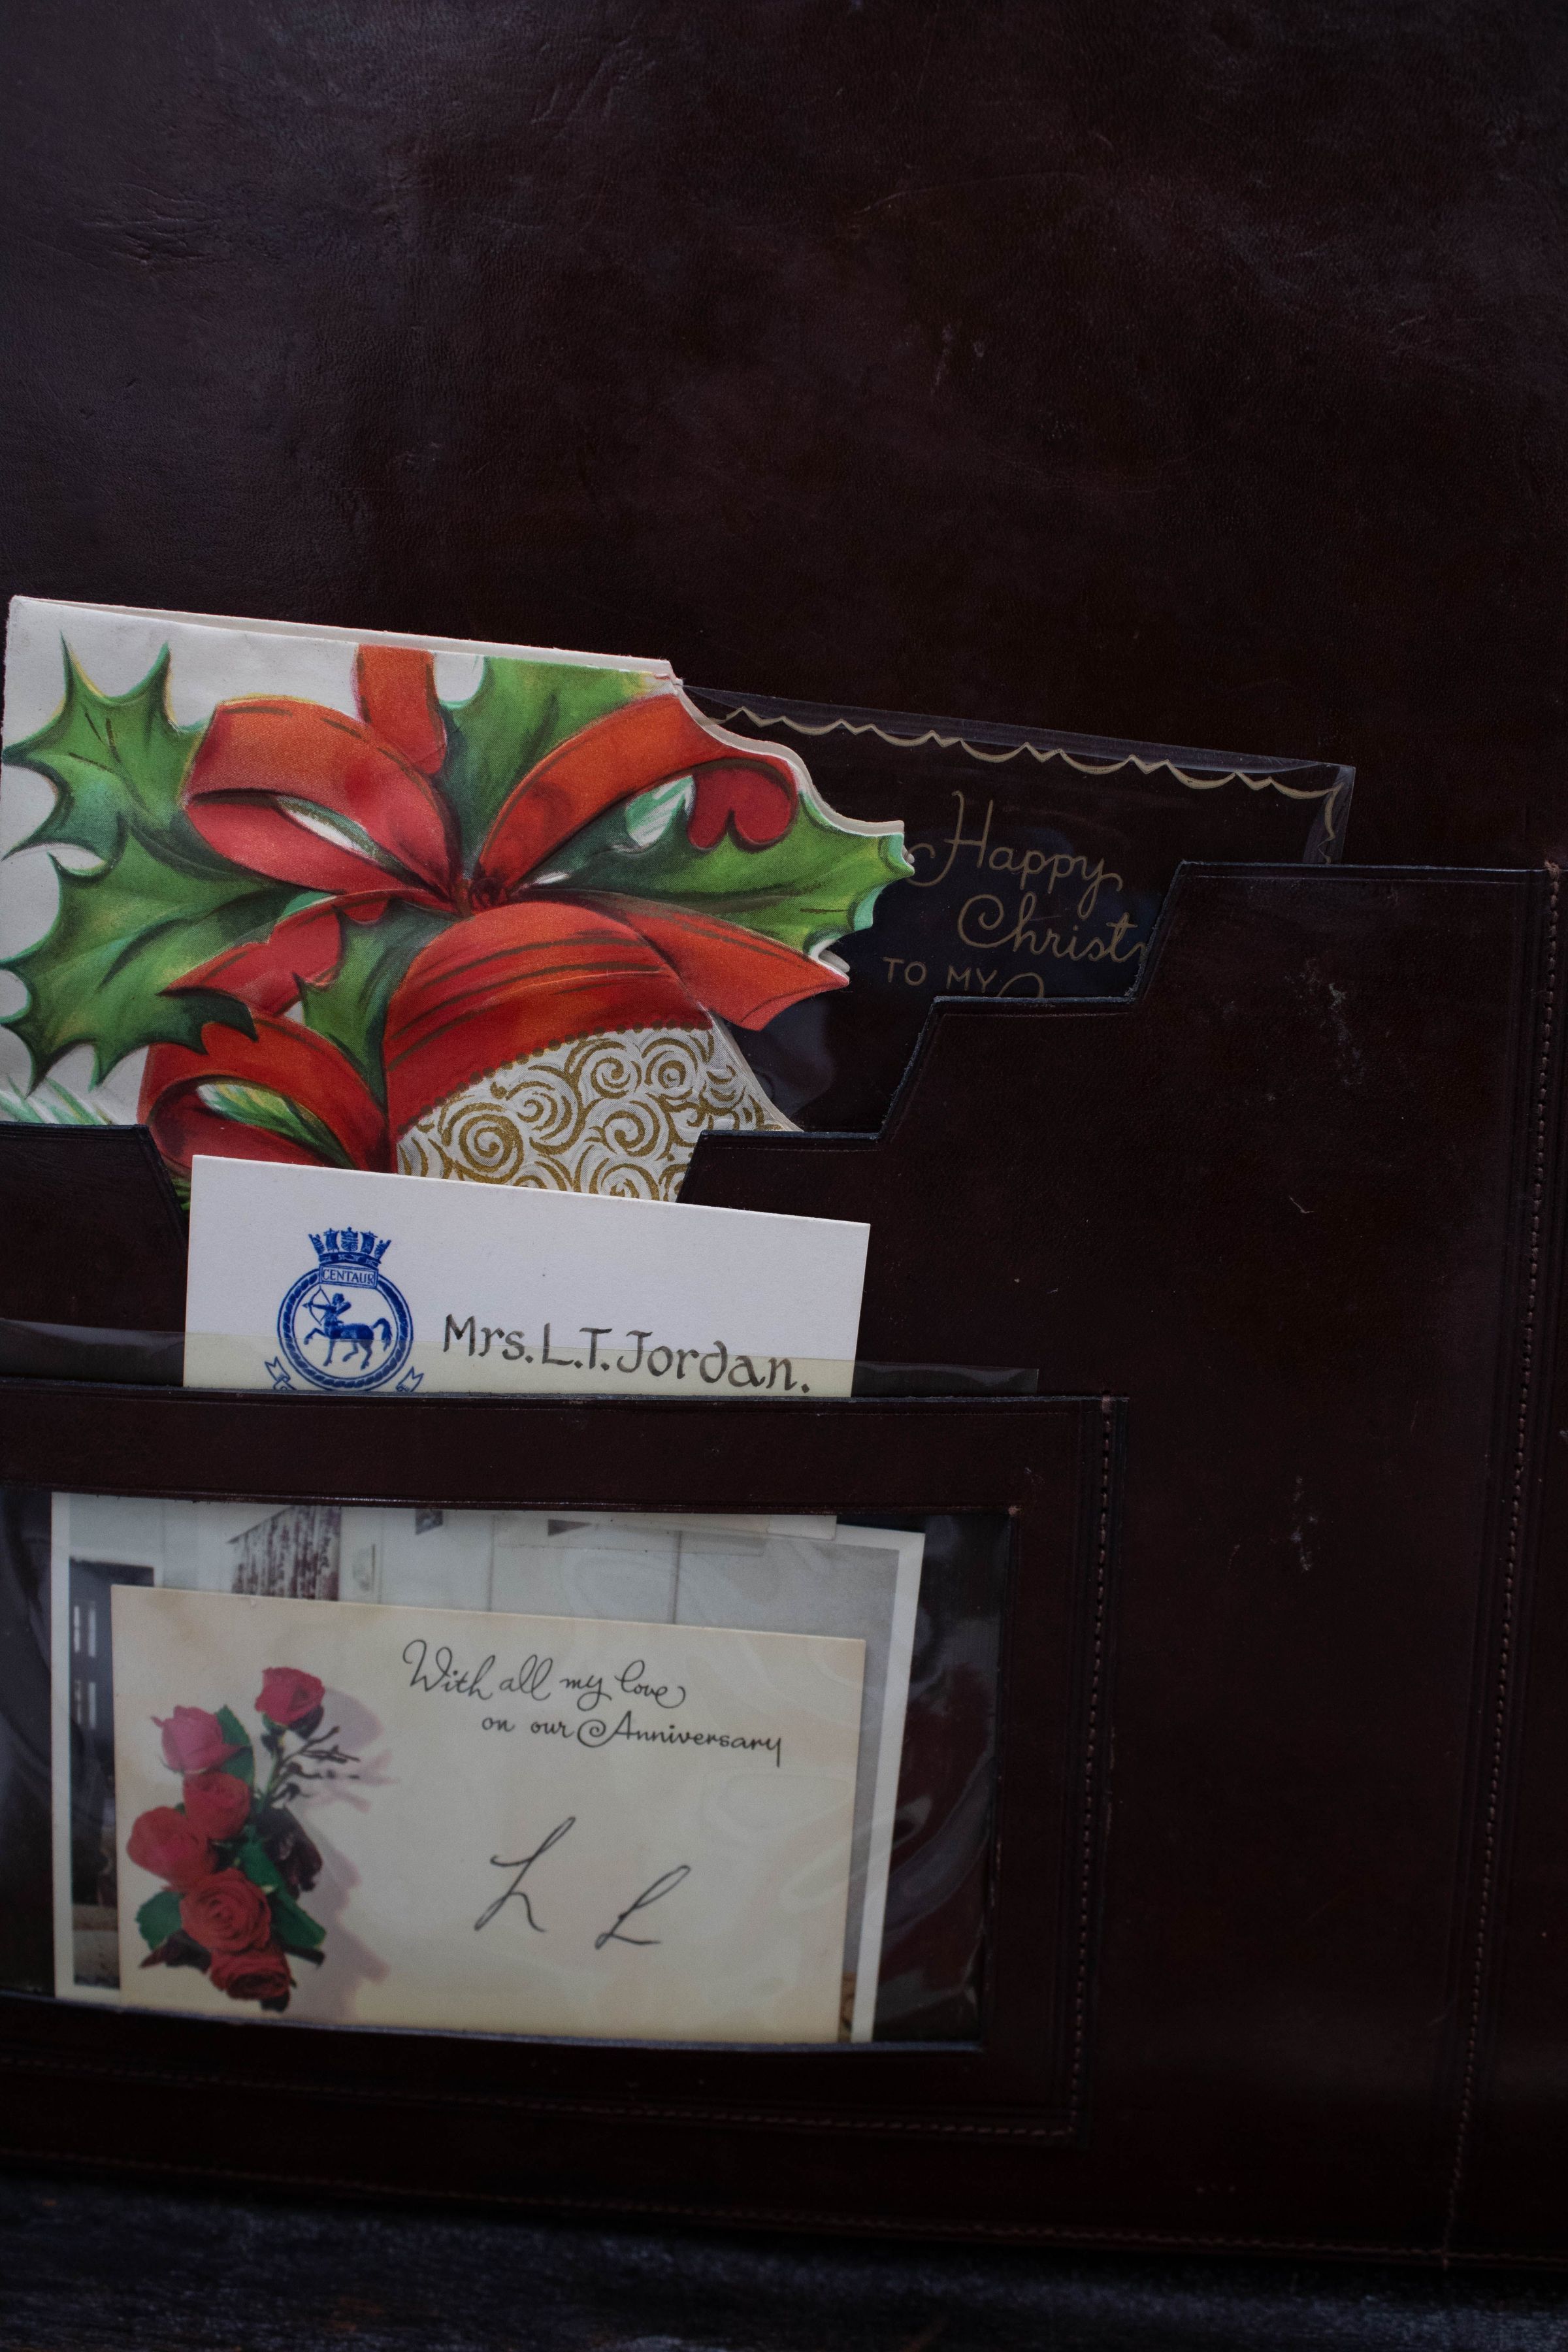 Happy
Christ
TO MY
CENTAUR
Mrs. L.T. Jordan.
With all my love
on our Anniversary
L L